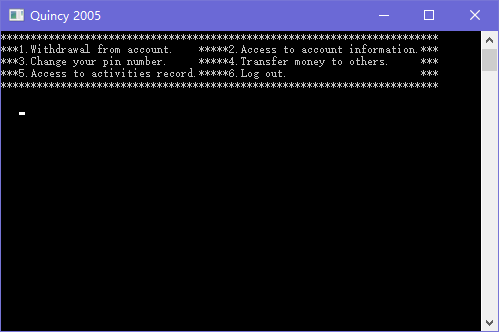 Quincy 2005
*************************************************************************
***1.Withdrawal from account.    *****2.Access to account information.***
***3.Change your pin number.     *****4.Transfer money to others.     ***
***5.Access to activities record.*****6.Log out.                      ***
*************************************************************************